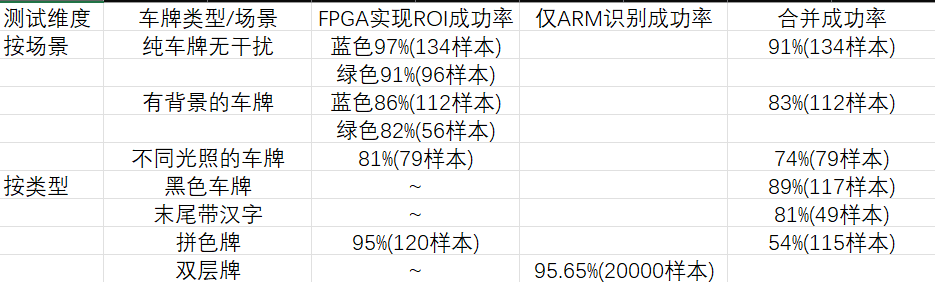 测试维度 车牌类型/场景 FPGA实现ROI成功率 仅ARM识别成功率 合并成功率
按场景 纯车牌无干扰 蓝色97%(134样本) 91%(134样本)
绿色91%(96样本)
有背景的车牌 蓝色86%(112样本) 83%(112样本)
绿色82%(56样本)
不同光照的车牌 81%(79样本) 74%(79样本)
按类型 黑色车牌 ~ 89%(117样本)
末尾带汉字 ~ 81%(49样本)
拼色牌 95%(120样本) 54%(115样本)
双层牌 ~ 95.65%(20000样本)